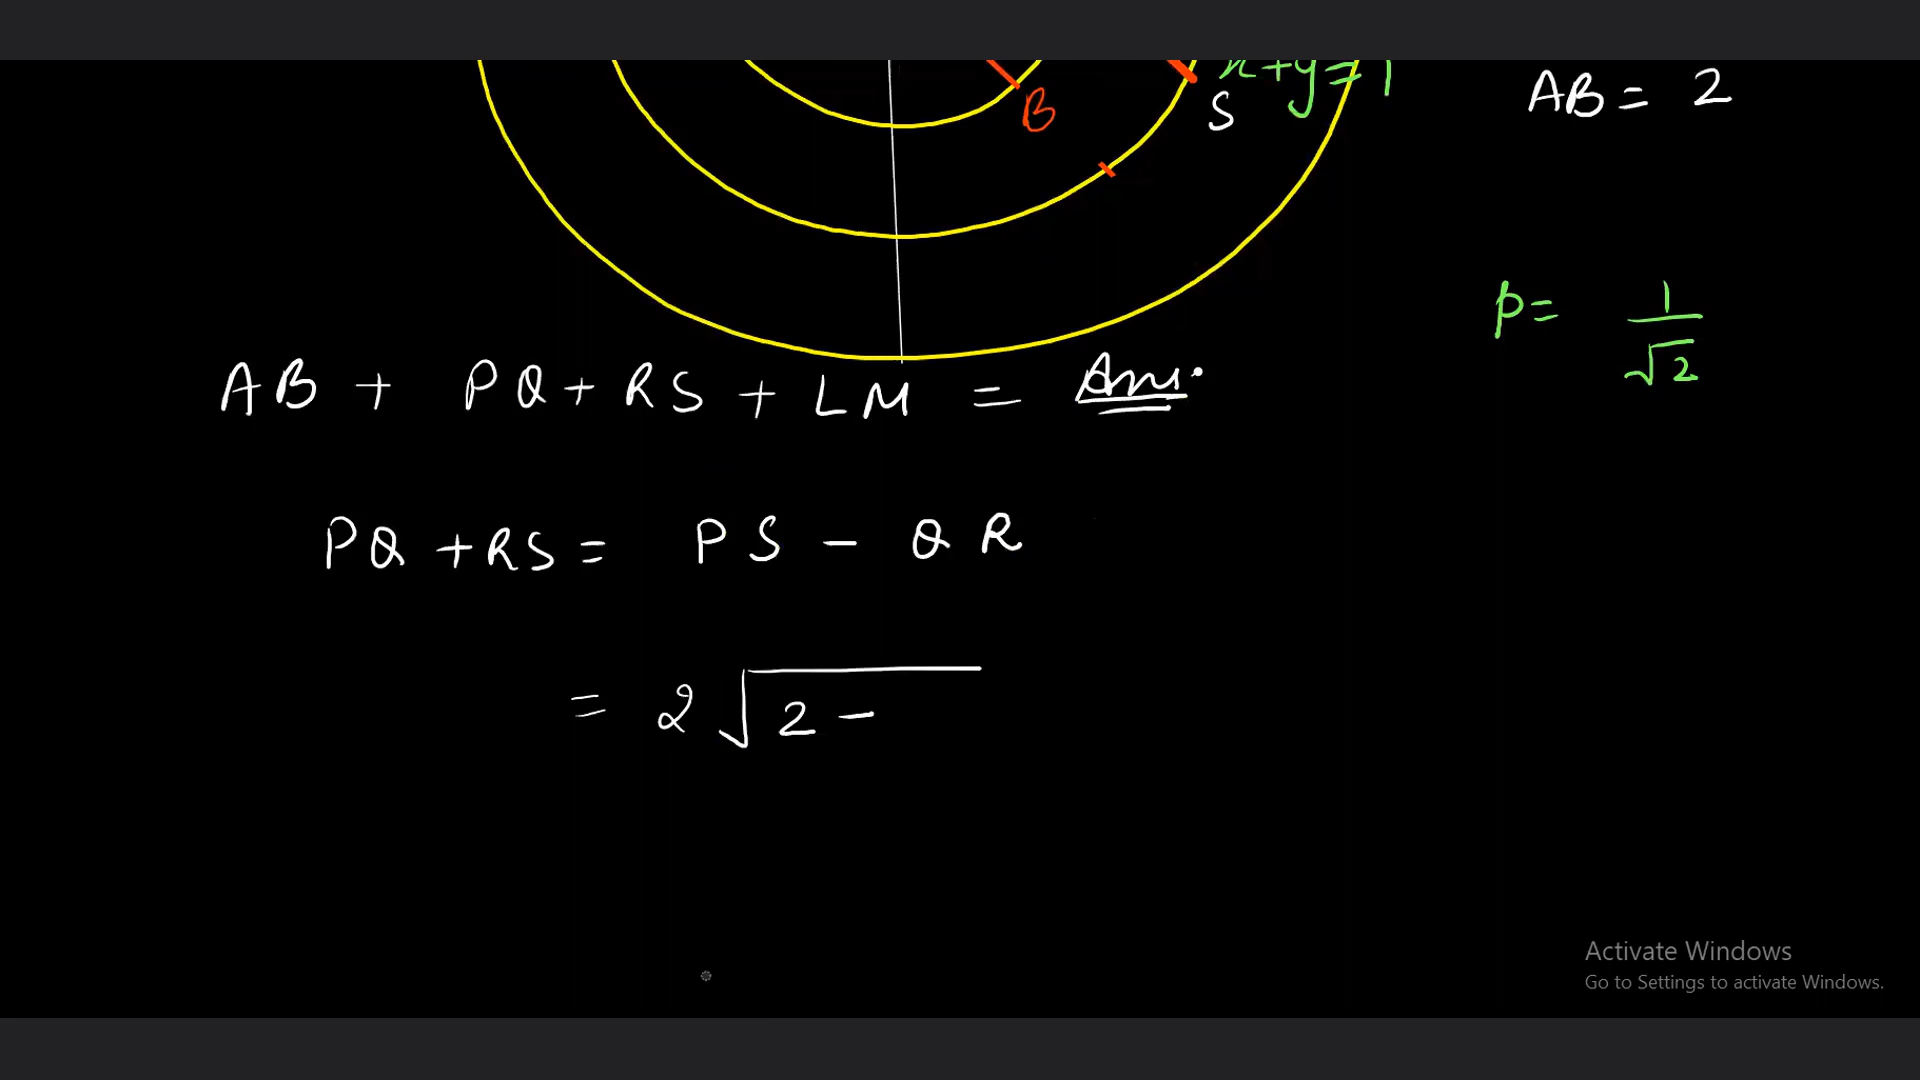 x+y=1
AB = 2
B
S
p = 1/√2
AB + PQ + RS + LM = Ans.
PQ + RS = PS - QR
= 2√2 -
Activate Windows
Go to Settings to activate Windows.